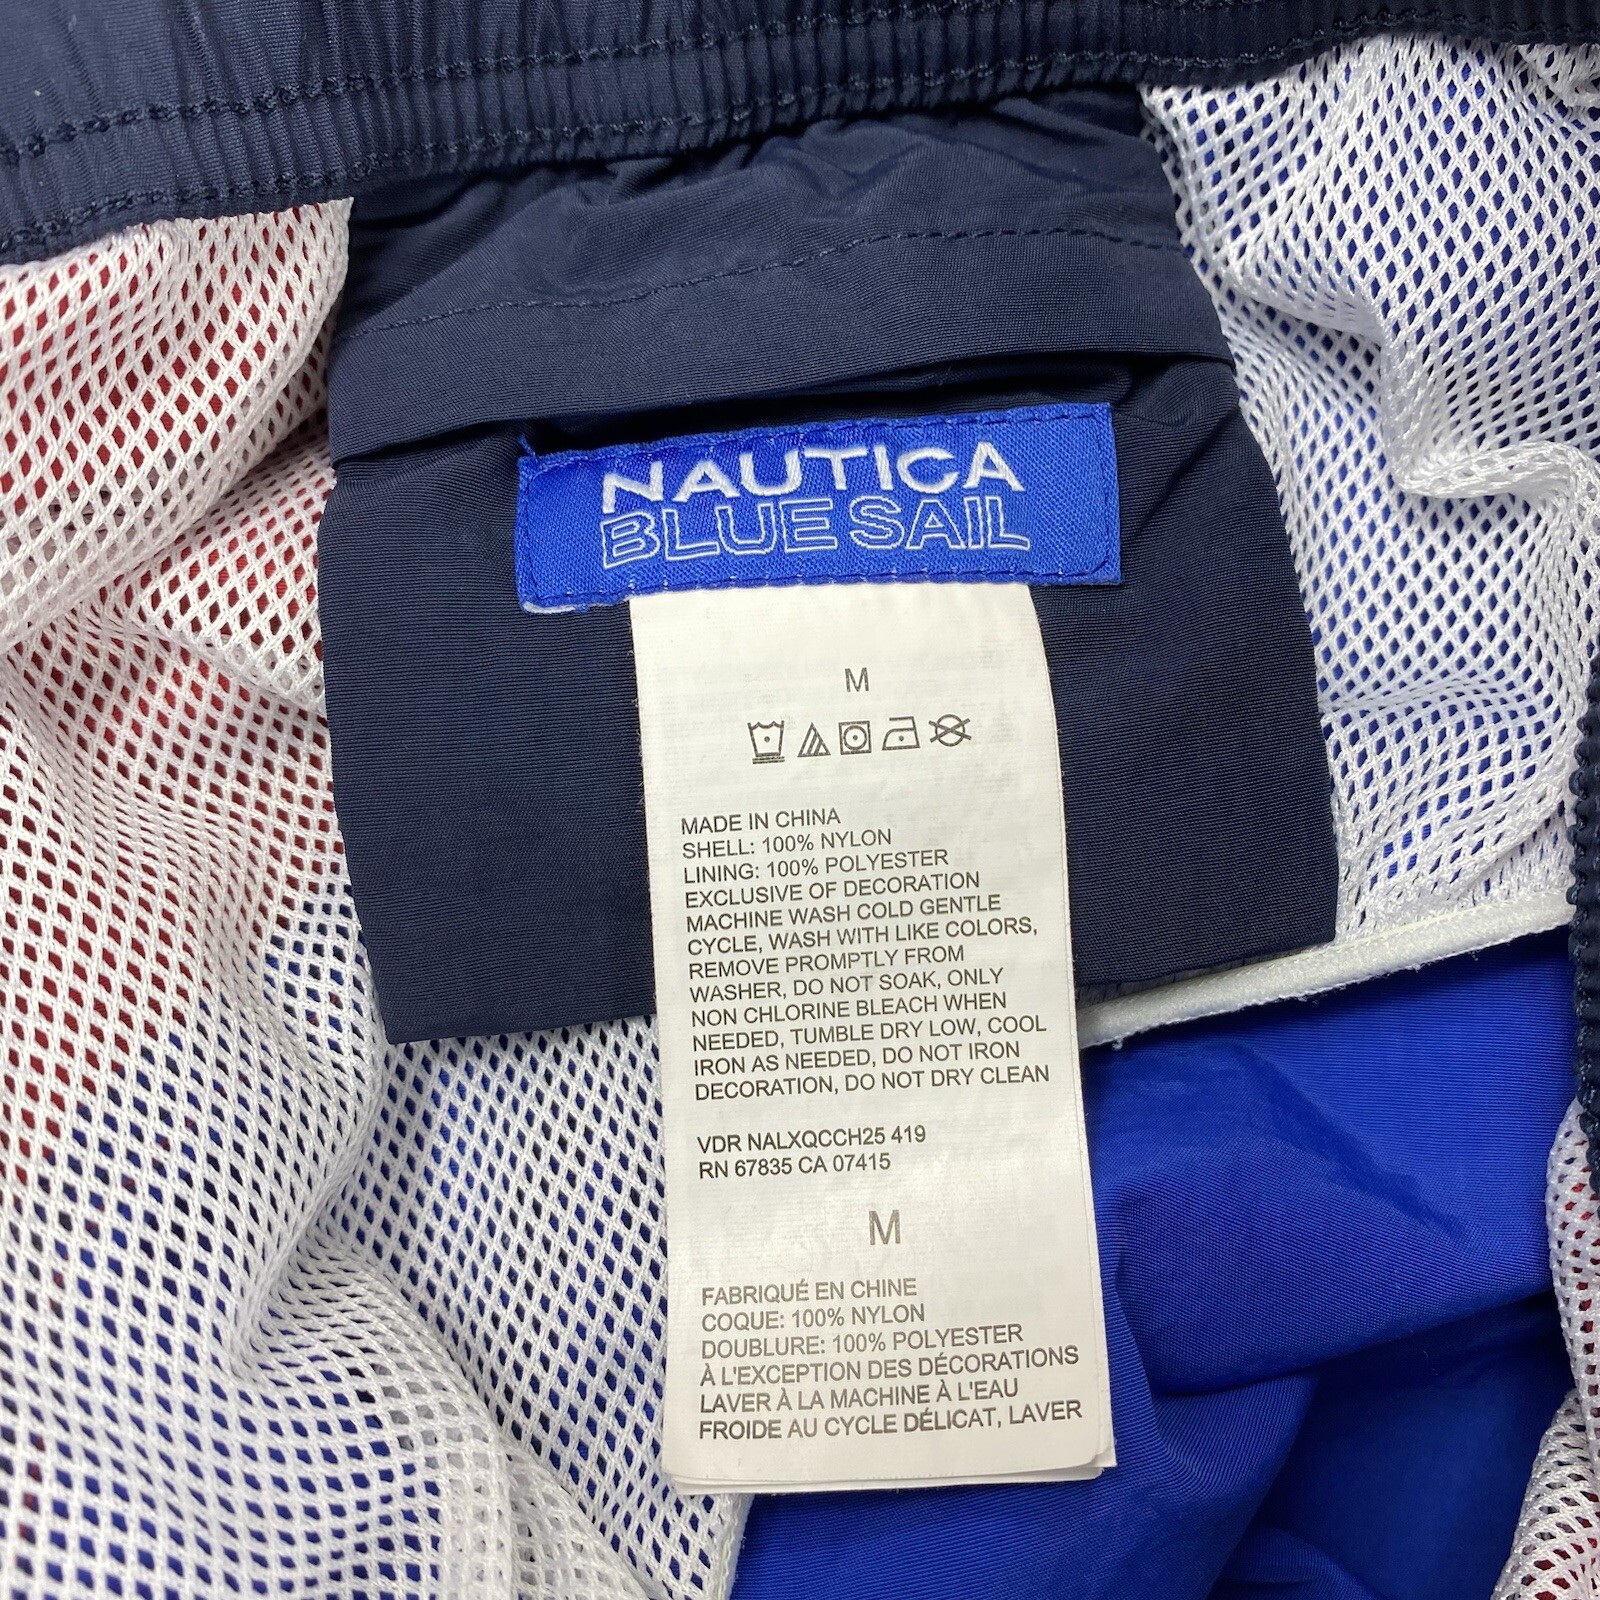 NAUTICA
BLUE SAIL
M
MADE IN CHINA
SHELL: 100% NYLON
LINING: 100% POLYESTER
EXCLUSIVE OF DECORATION
MACHINE WASH COLD GENTLE
CYCLE, WASH WITH LIKE COLORS,
REMOVE PROMPTLY FROM
WASHER, DO NOT SOAK, ONLY
NON CHLORINE BLEACH WHEN
NEEDED, TUMBLE DRY LOW, COOL
IRON AS NEEDED, DO NOT IRON
DECORATION, DO NOT DRY CLEAN
VDR NALXQCCH25 419
RN 67835 CA 07415
M
FABRIQUÉ EN CHINE
COQUE: 100% NYLON
DOUBLURE: 100% POLYESTER
À L'EXCEPTION DES DÉCORATIONS
LAVER À LA MACHINE À L'EAU
FROIDE AU CYCLE DÉLICAT, LAVER